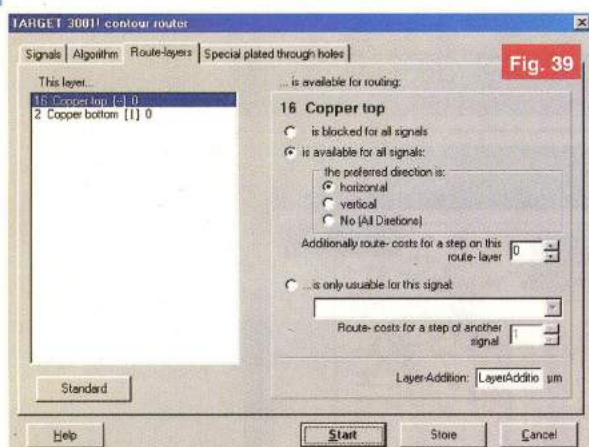 TARGET 3001! contour router
Signals
Algorithm
Route-layers
Special plated through holes
Fig. 39
This layer...
16 Copper top [-] 0
2 Copper bottom [|] 0
Standard
... is available for routing:
16 Copper top
is blocked for all signals
is available for all signals:
the preferred direction is:
horizontal
vertical
No (All Diretions)
Additionally route- costs for a step on this
route- layer
0
... is only usuable for this signal:
Route- costs for a step of another
signal
1
Layer-Addition:
LayerAdditio
µm
Help
Start
Store
Cancel